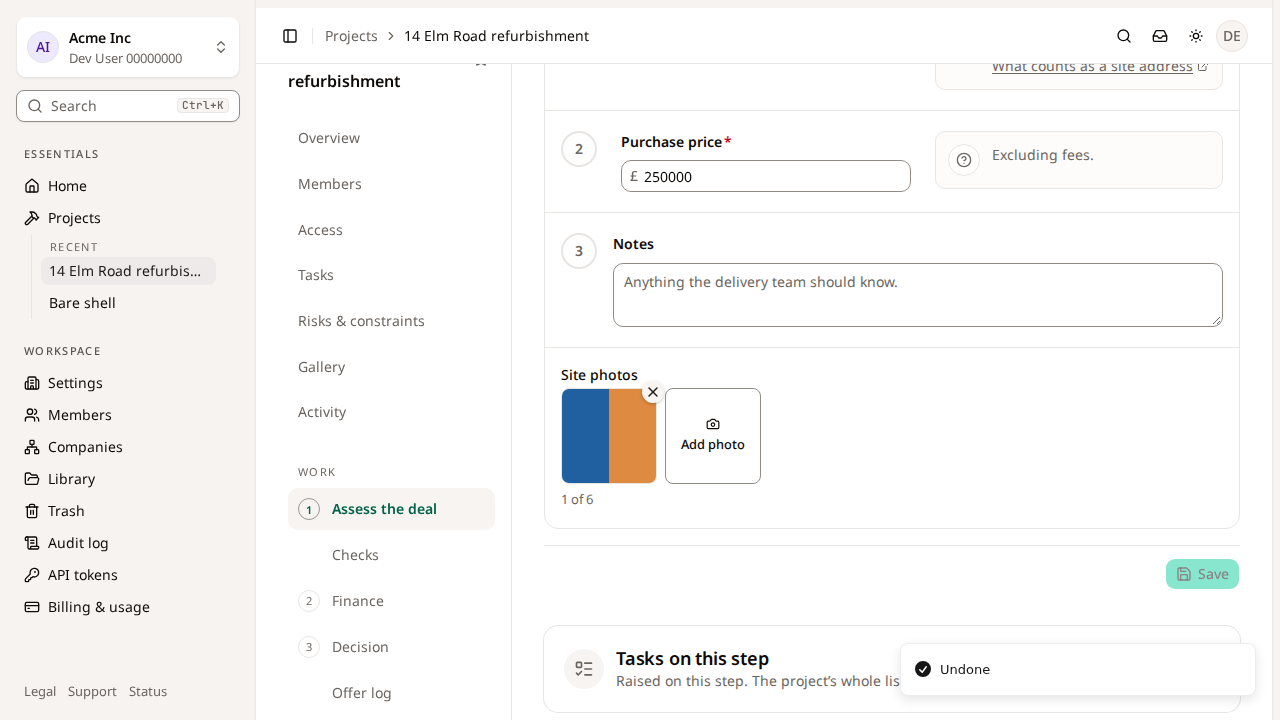 AI
Acme Inc
Dev User 00000000
Search
Ctrl+K
ESSENTIALS
Home
Projects
RECENT
14 Elm Road refurbis...
Bare shell
WORKSPACE
Settings
Members
Companies
Library
Trash
Audit log
API tokens
Billing & usage
Legal Support Status
Projects > 14 Elm Road refurbishment
DE
refurbishment
Overview
Members
Access
Tasks
Risks & constraints
Gallery
Activity
WORK
1 Assess the deal
Checks
2 Finance
3 Decision
Offer log
What counts as a site address
2
Purchase price*
£ 250000
Excluding fees.
3
Notes
Anything the delivery team should know.
Site photos
Add photo
1 of 6
Save
Tasks on this step
Raised on this step. The project’s whole lis
Undone